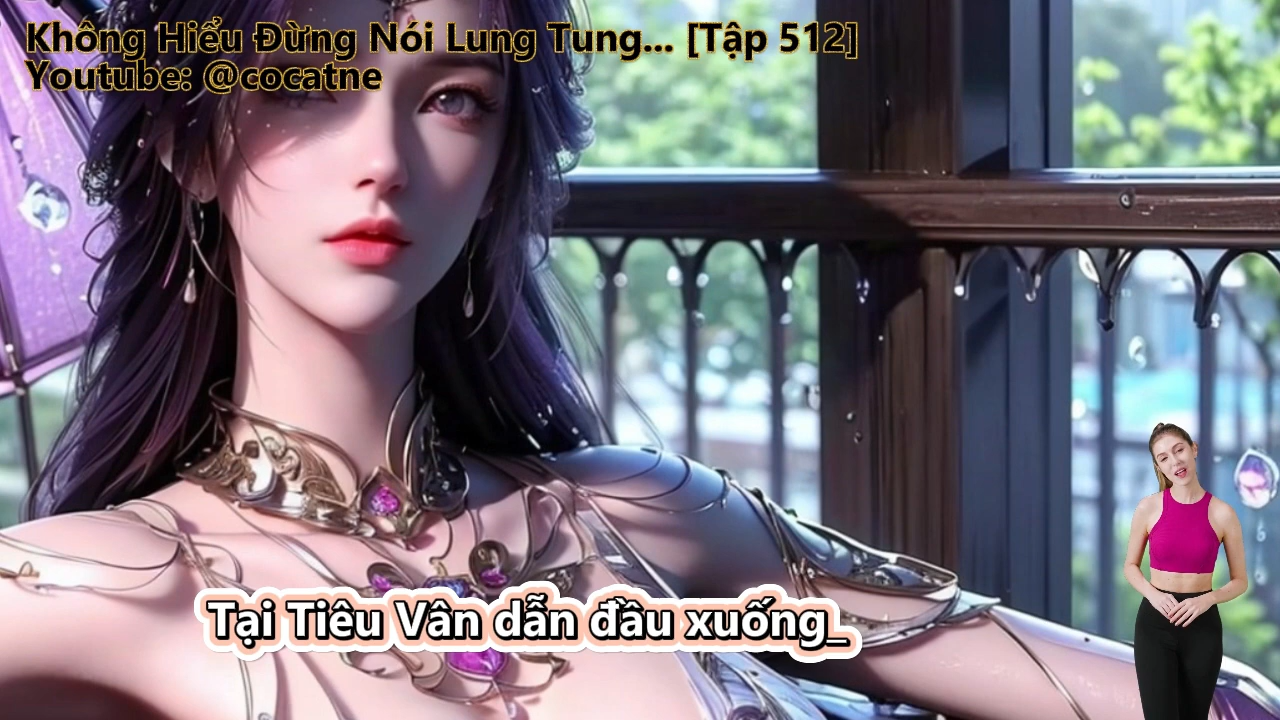 Không Hiểu Đừng Nói Lung Tung... [Tập 512]
Youtube: @cocatne
Tại Tiêu Vân dẫn đầu xuống_